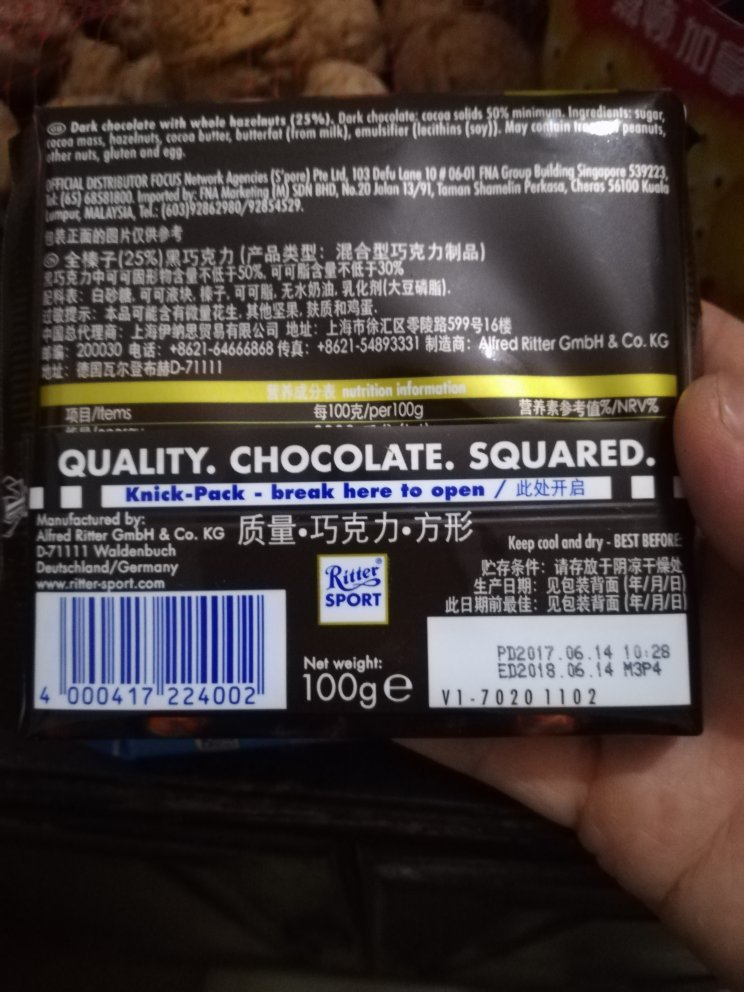 GB Dark chocolate with whole hazelnuts (25%). Dark chocolate: cocoa solids 50% minimum. Ingredients: sugar,
cocoa mass, hazelnuts, cocoa butter, butterfat (from milk), emulsifier (lecithins (soy)). May contain peanuts,
other nuts, gluten and egg.
OFFICIAL DISTRIBUTOR FOCUS Network Agencies (S'pore) Pte Ltd, 103 Defu Lane 10 # 06-01 FNA Group Building Singapore 539223,
Tel: (65) 68581800. Imported by: FNA Marketing (M) SDN BHD, No.20 Jalan 13/91, Taman Shamelin Perkasa, Cheras 56100 Kuala
Lumpur, MALAYSIA, Tel.: (603)92862980/92854529.
包装正面的图片仅供参考
全榛子(25%)黑巧克力 (产品类型: 混合型巧克力制品)
黑巧克力中可可固形物含量不低于50%, 可可脂含量不低于30%
配料表: 白砂糖, 可可液块, 榛子, 可可脂, 无水奶油, 乳化剂(大豆磷脂).
过敏提示: 本品可能含有微量花生, 其他坚果, 麸质和鸡蛋.
中国总代理商: 上海伊纳思贸易有限公司 地址: 上海市徐汇区零陵路599号16楼
邮编: 200030 电话: +8621-64666868 传真: +8621-54893331 制造商: Alfred Ritter GmbH & Co. KG
地址: 德国瓦尔登布赫D-71111
营养成分表 nutrition information
项目/Items 每100克/per100g 营养素参考值%/NRV%
QUALITY. CHOCOLATE. SQUARED.
Knick-Pack - break here to open / 此处开启
质量•巧克力•方形
Manufactured by:
Alfred Ritter GmbH & Co. KG
D-71111 Waldenbuch
Deutschland/Germany
www.ritter-sport.com
Keep cool and dry - BEST BEFORE:
贮存条件: 请存放于阴凉干燥处
生产日期: 见包装背面 (年/月/日)
此日期前最佳: 见包装背面 (年/月/日)
Ritter
SPORT
4 000417 224002
Net weight:
100g e
PD2017.06.14 10:28
ED2018.06.14 M3P4
V1-7020 1102